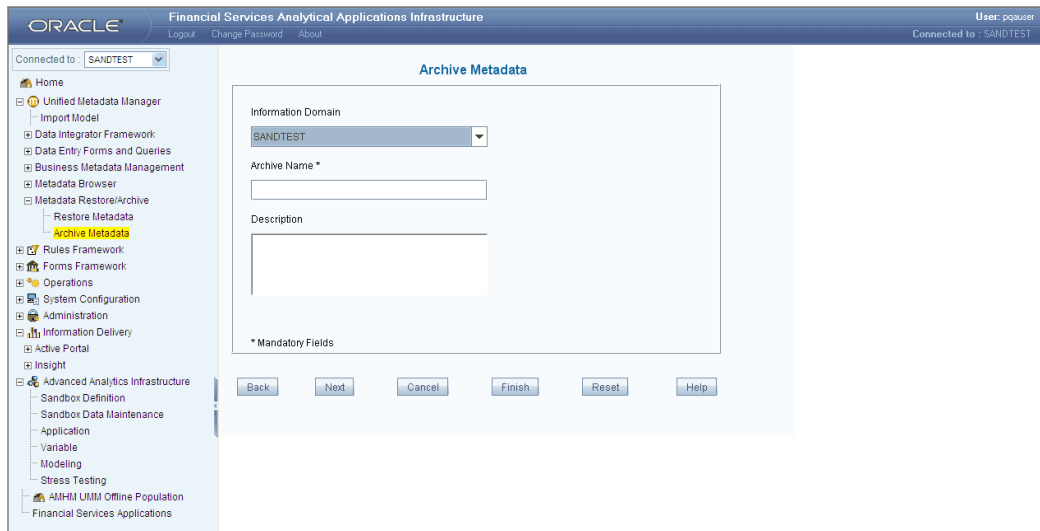 ORACLE
Financial Services Analytical Applications Infrastructure
User: pqauser
Logout Change Password About
Connected to : SANDTEST
Connected to : SANDTEST
Home
Unified Metadata Manager
Import Model
Data Integrator Framework
Data Entry Forms and Queries
Business Metadata Management
Metadata Browser
Metadata Restore/Archive
Restore Metadata
Archive Metadata
Rules Framework
Forms Framework
Operations
System Configuration
Administration
Information Delivery
Active Portal
Insight
Advanced Analytics Infrastructure
Sandbox Definition
Sandbox Data Maintenance
Application
Variable
Modeling
Stress Testing
AMHM UMM Offline Population
Financial Services Applications
Archive Metadata
Information Domain
SANDTEST
Archive Name *
Description
* Mandatory Fields
Back Next Cancel Finish Reset Help